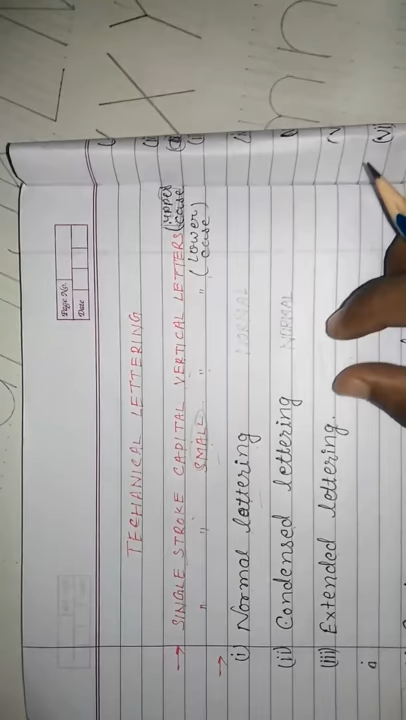 Page No.
Date
TECHANICAL LETTERING
→ SINGLE STROKE CAPITAL VERTICAL LETTERS (upper case)
" " SMALL " " (lower case)
→
(i) Normal lettering NORMAL
(ii) Condensed lettering NORMAL
(iii) Extended lettering.
(vi)